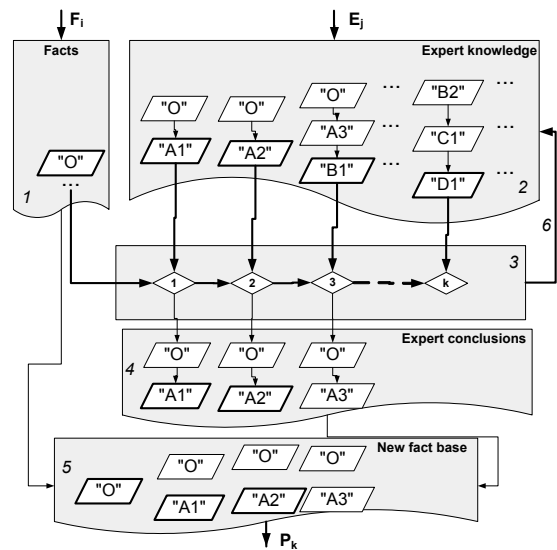 F i
E j
Facts
Expert knowledge
"O"
"O"
"O"
...
"B2"
...
"A1"
"A2"
"A3"
...
"C1"
"O"
...
1
"B1"
"D1"
...
2
6
3
1
2
3
k
Expert conclusions
"O"
"O"
"O"
4
"A1"
"A2"
"A3"
New fact base
5
"O"
"O"
"O"
"O"
"A1"
"A2"
"A3"
P k